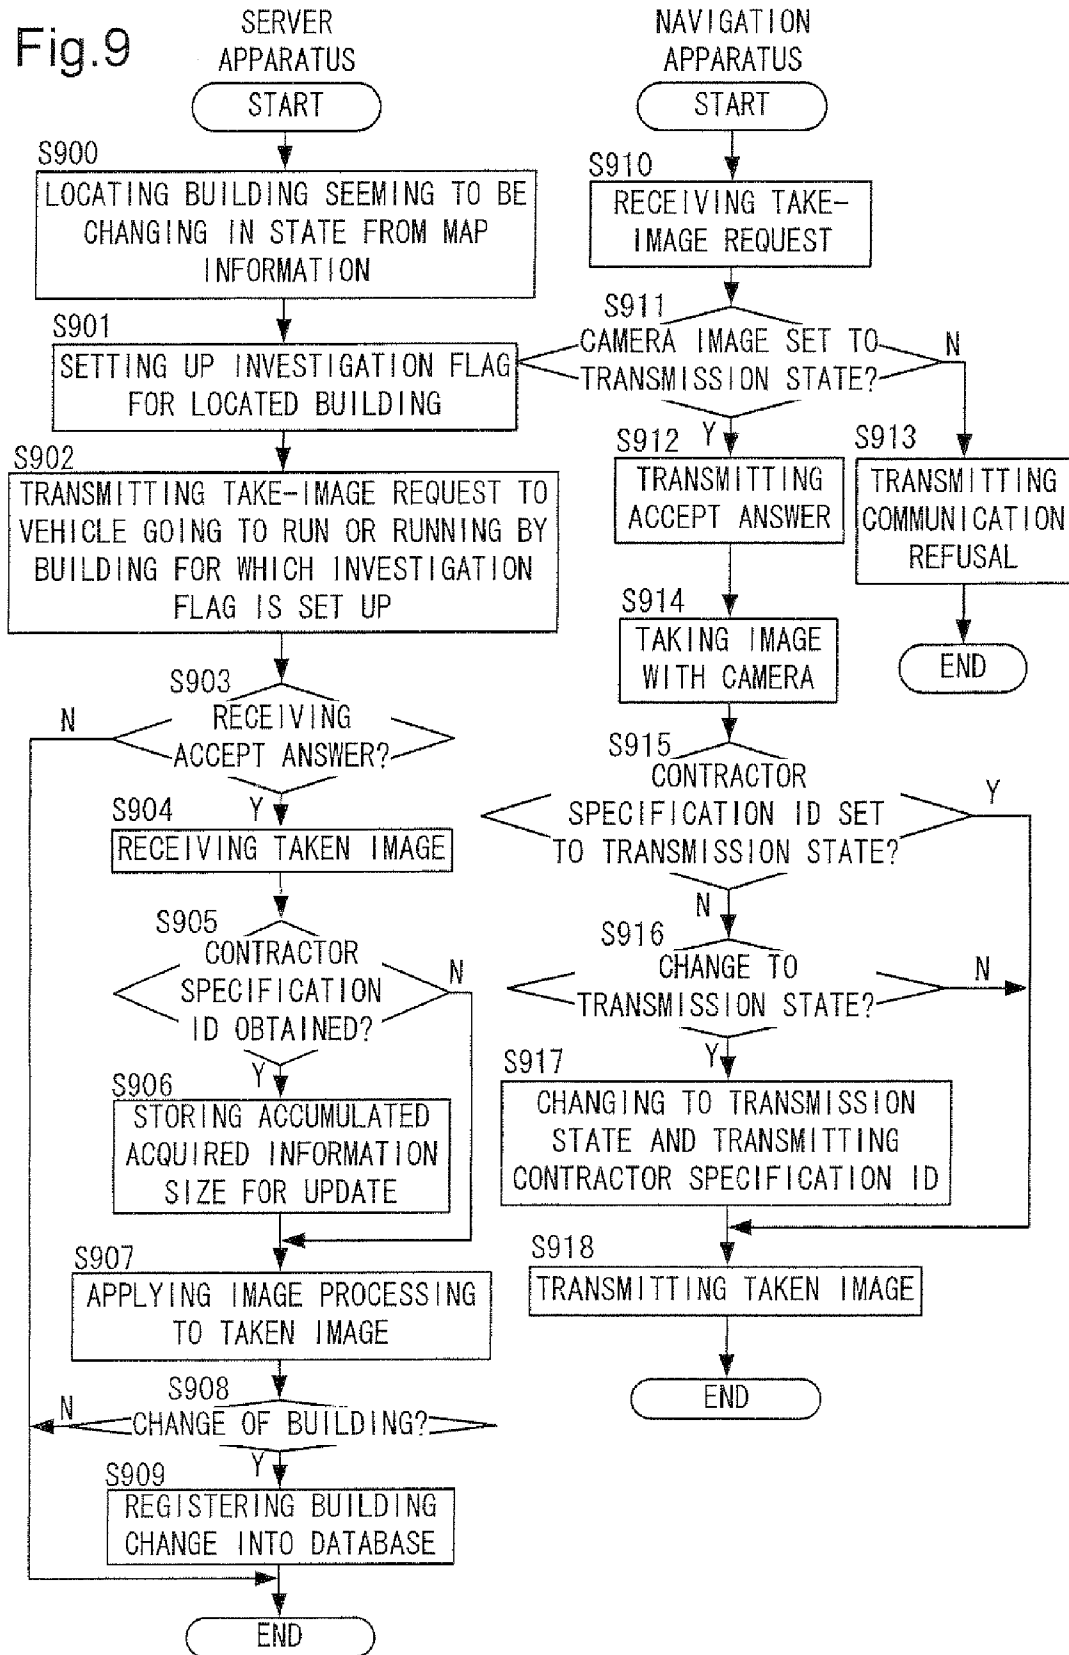 Fig.9
SERVER
APPARATUS
START
S900
LOCATING BUILDING SEEMING TO BE
CHANGING IN STATE FROM MAP
INFORMATION
S901
SETTING UP INVESTIGATION FLAG
FOR LOCATED BUILDING
S902
TRANSMITTING TAKE-IMAGE REQUEST TO
VEHICLE GOING TO RUN OR RUNNING BY
BUILDING FOR WHICH INVESTIGATION
FLAG IS SET UP
S903
RECEIVING
ACCEPT ANSWER?
N
Y
S904
RECEIVING TAKEN IMAGE
S905
CONTRACTOR
SPECIFICATION
ID OBTAINED?
N
Y
S906
STORING ACCUMULATED
ACQUIRED INFORMATION
SIZE FOR UPDATE
S907
APPLYING IMAGE PROCESSING
TO TAKEN IMAGE
S908
CHANGE OF BUILDING?
N
Y
S909
REGISTERING BUILDING
CHANGE INTO DATABASE
END
NAVIGATION
APPARATUS
START
S910
RECEIVING TAKE-
IMAGE REQUEST
S911
CAMERA IMAGE SET TO
TRANSMISSION STATE?
N
Y
S912
TRANSMITTING
ACCEPT ANSWER
S913
TRANSMITTING
COMMUNICATION
REFUSAL
END
S914
TAKING IMAGE
WITH CAMERA
S915
CONTRACTOR
SPECIFICATION ID SET
TO TRANSMISSION STATE?
Y
N
S916
CHANGE TO
TRANSMISSION STATE?
N
Y
S917
CHANGING TO TRANSMISSION
STATE AND TRANSMITTING
CONTRACTOR SPECIFICATION ID
S918
TRANSMITTING TAKEN IMAGE
END